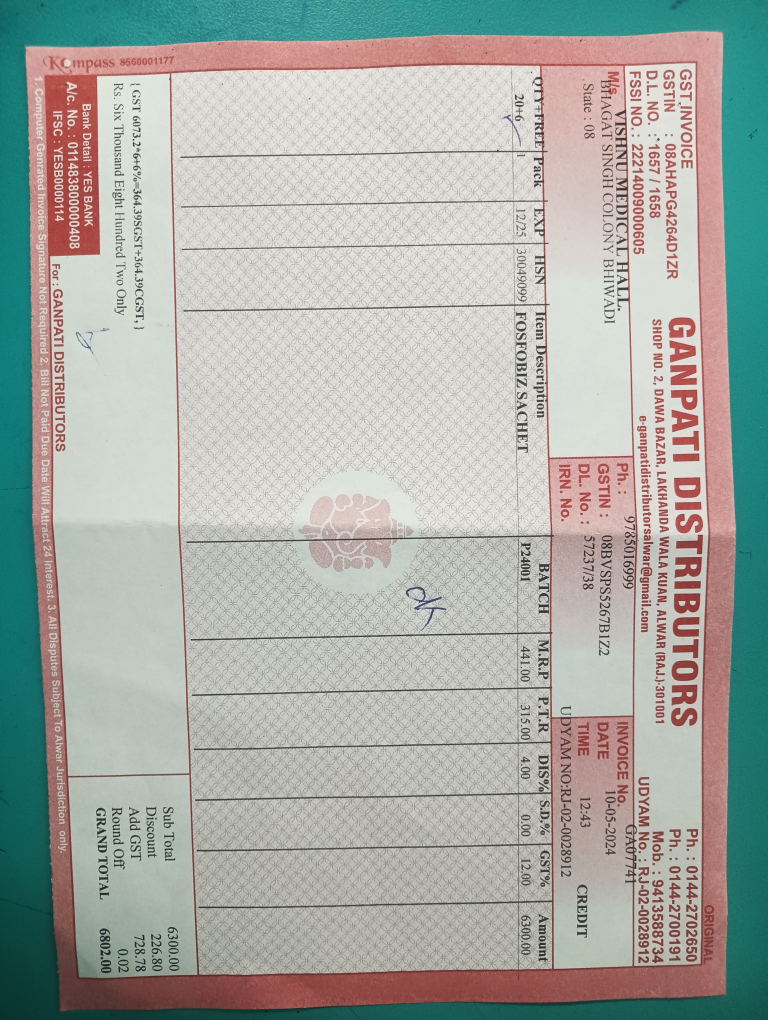 ORIGINAL
GST INVOICE
GSTIN : 08AHAPG4264D1ZR
D.L. NO. : 1657 / 1658
FSSI NO. : 22214009000605
GANPATI DISTRIBUTORS
SHOP NO. 2, DAWA BAZAR, LAKHANDA WALA KUAN, ALWAR (RAJ.)-301001
e-ganpatidistributorsalwar@gmail.com
Ph. : 0144-2702650
Ph. : 0144-2700191
Mob. : 9413588734
UDYAM No. : RJ-02-0028912
M/s VISHNU MEDICAL HALL.
BHAGAT SINGH COLONY BHIWADI
State : 08
Ph. : 9785016999
GSTIN : 08BVSPS5267B1Z2
DL. No. : 57237/38
IRN. No.
INVOICE No. GA07741
DATE 10-05-2024
TIME 12:43 CREDIT
UDYAM NO:RJ-02-0028912
QTY+FREE Pack EXP HSN Item Description BATCH M.R.P P.T.R DIS% S.D.% GST% Amount
20+6 1 12/25 30049099 FOSFOBIZ SACHET P24001 441.00 315.00 4.00 0.00 12.00 6300.00
{ GST 6073.2*6+6%=364.39SGST+364.39CGST, }
Rs. Six Thousand Eight Hundred Two Only
Sub Total 6300.00
Discount 226.80
Add GST 728.78
Round Off 0.02
GRAND TOTAL 6802.00
Bank Detail : YES BANK
A/c. No. : 011483800000408
IFSC : YESB0000114
For : GANPATI DISTRIBUTORS
1. Computer Genrated Invoice Signature Not Required 2. Bill Not Paid Due Date Will Attract 24 Interest. 3. All Disputes Subject To Alwar Jurisdiction only.
Kompass 8560001177